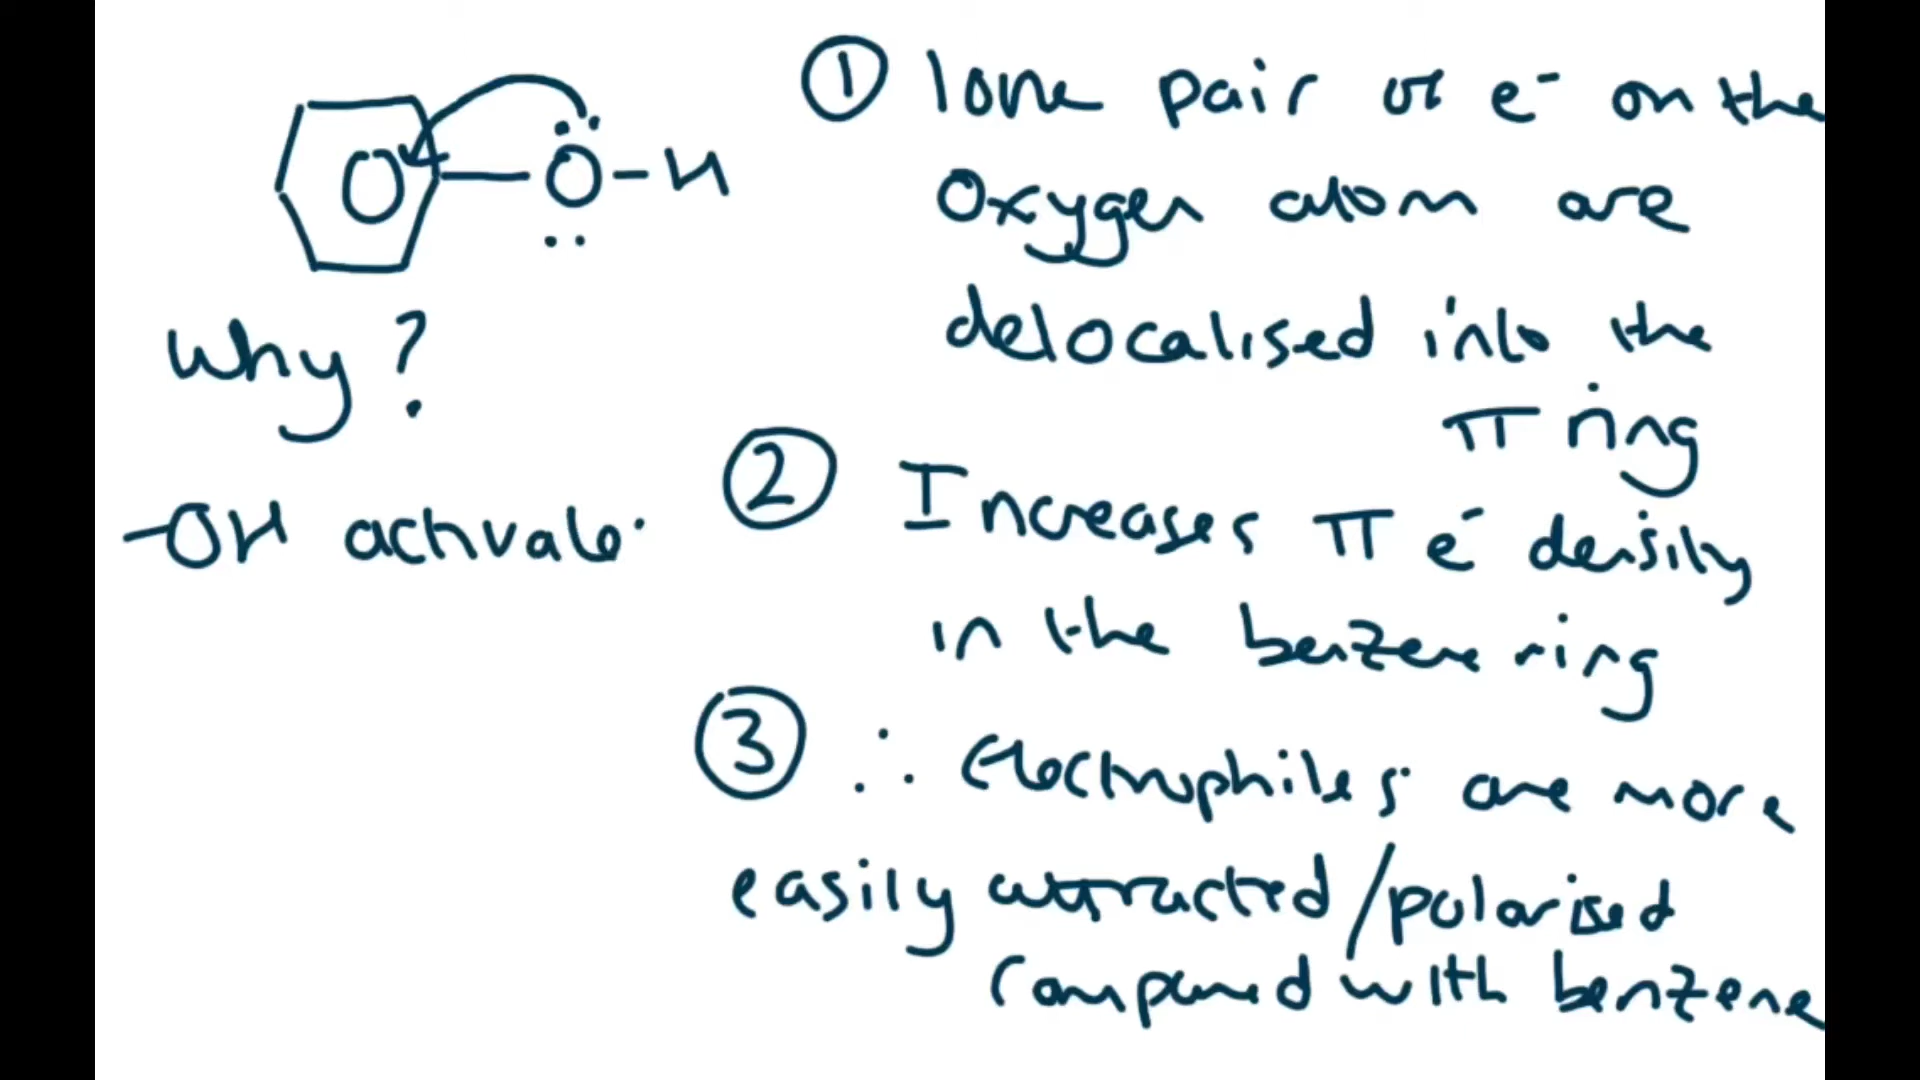 O O-H
Why?
-OH activate
① lone pair of e⁻ on the
Oxygen atom are
delocalised into the
π ring
② Increases π e⁻ density
in the benzene ring
③ ∴ Electrophiles are more
easily attracted/polarised
compared with benzene